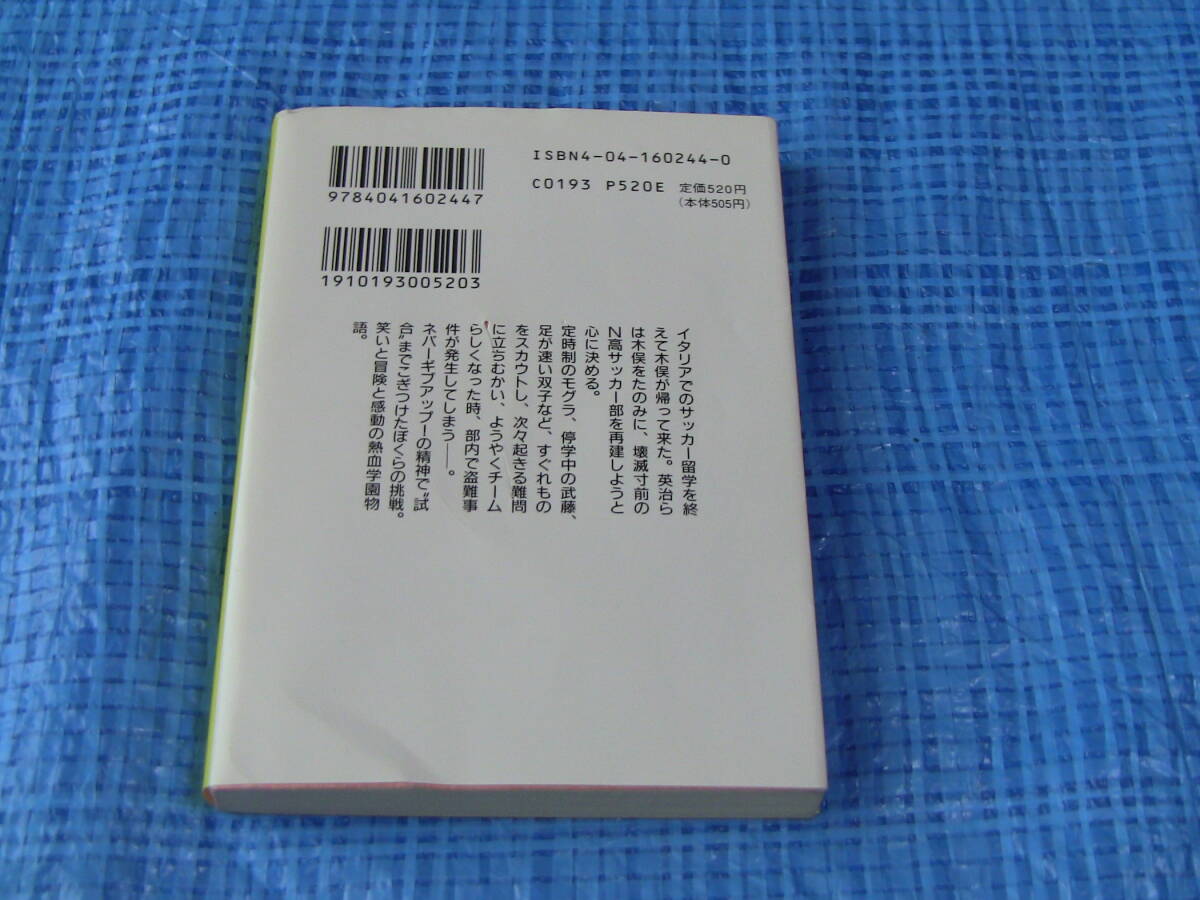 ISBN4-04-160244-0
C0193 P520E 定価520円
(本体505円)
9784041602447
1910193005203
イタリアでのサッカー留学を終
えて木俣が帰って来た。英治ら
は木俣をたのみに、壊滅寸前の
N高サッカー部を再建しようと
心に決める。
定時制のモグラ、停学中の武藤、
足が速い双子など、すぐれもの
をスカウトし、次々起きる難問
に立ちむかい、ようやくチーム
らしくなった時、部内で盗難事
件が発生してしまう――。
ネバーギブアップ!の精神で〝試
合〟までこぎつけたぼくらの挑戦。
笑いと冒険と感動の熱血学園物
語。